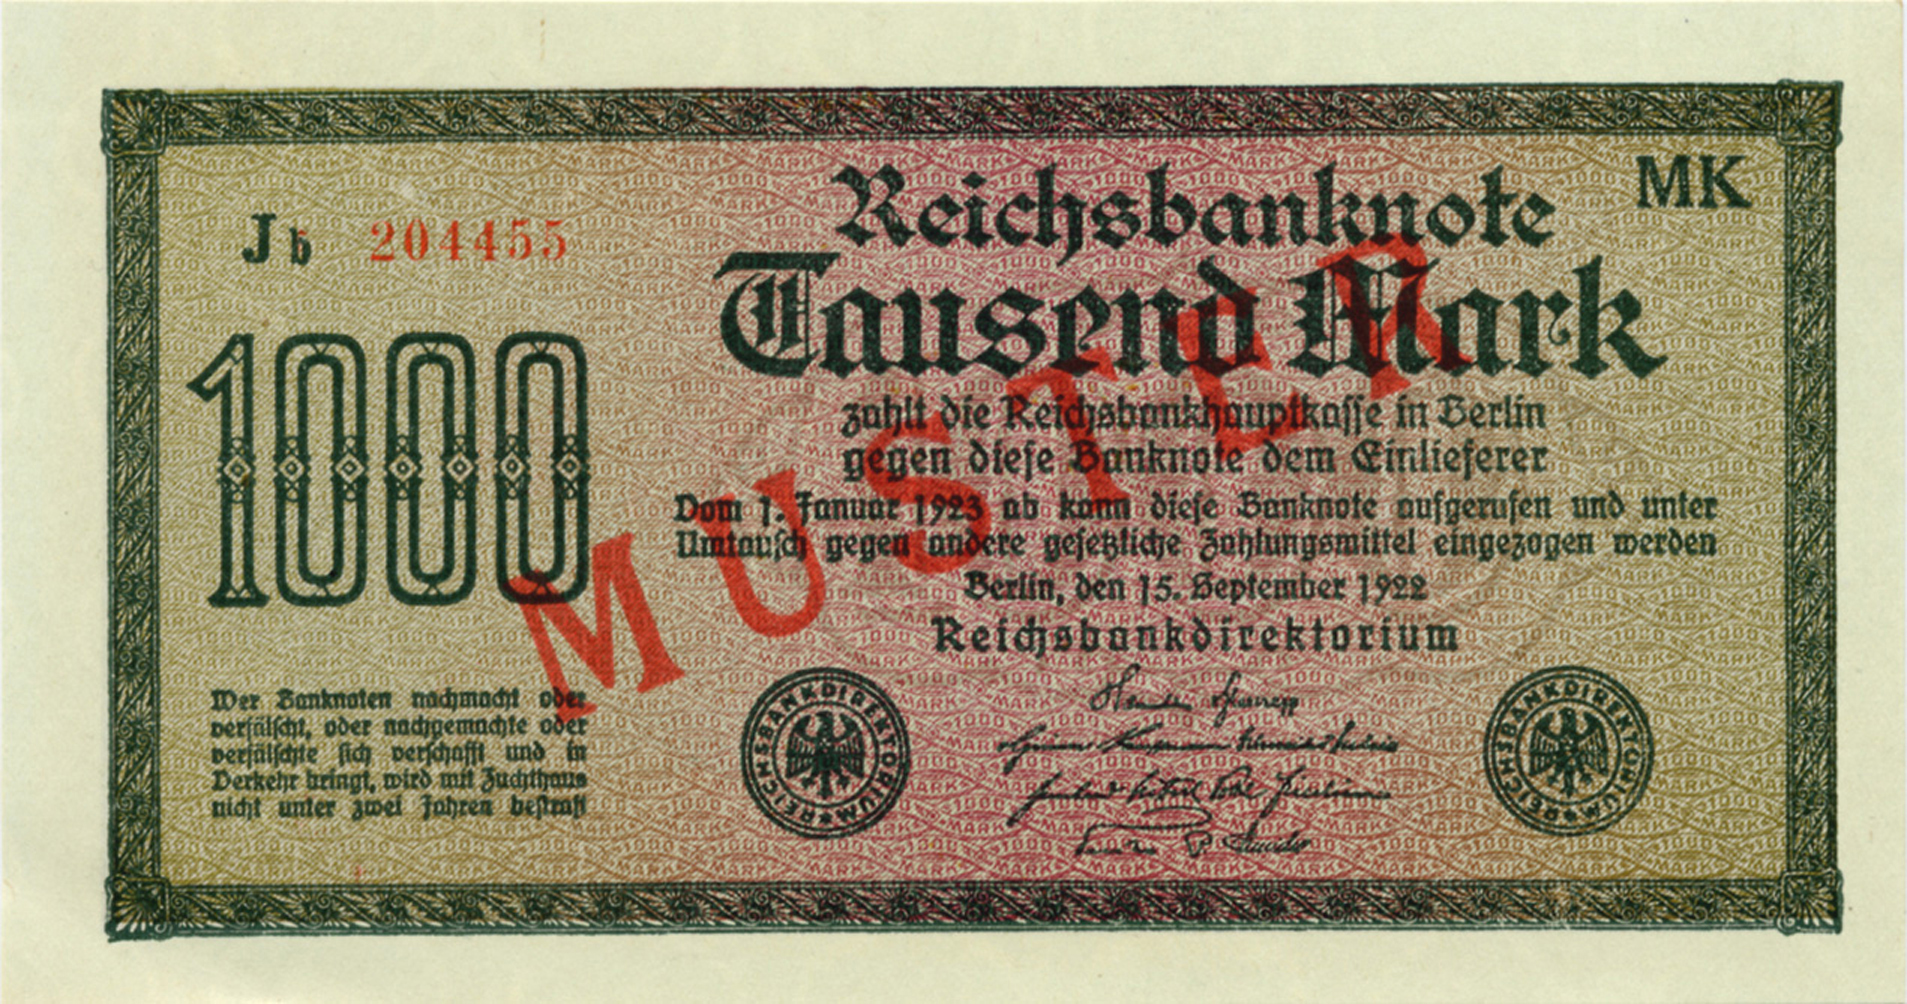 Reichsbanknote
MK
Jb 204455
Tausend Mark
1000
zahlt die Reichsbankhauptkasse in Berlin
gegen diese Banknote dem Einlieferer
Vom 1. Januar 1923 ab kann diese Banknote aufgerufen und unter
Umtausch gegen andere gesetzliche Zahlungsmittel eingezogen werden
Berlin, den 15. September 1922
Reichsbankdirektorium
MUSTER
Wer Banknoten nachmacht oder
verfälscht, oder nachgemachte oder
verfälschte sich verschafft und in
Verkehr bringt, wird mit Zuchthaus
nicht unter zwei Jahren bestraft
REICHSBANKDIREKTORIUM
REICHSBANKDIREKTORIUM